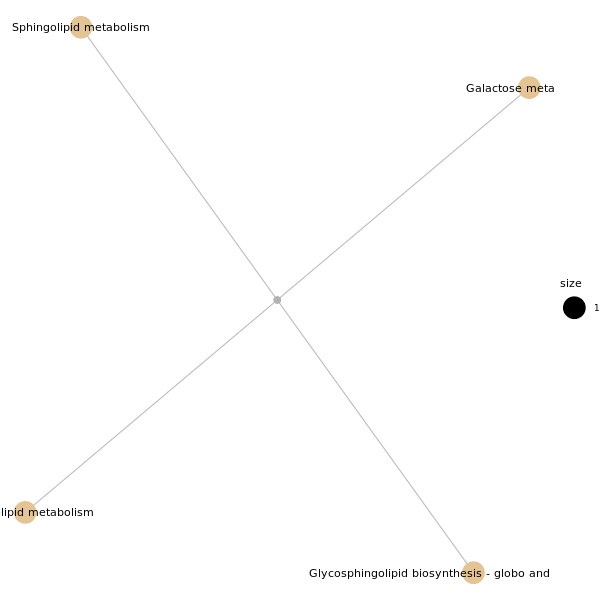 Sphingolipid metabolism
Galactose meta
size
1
lipid metabolism
Glycosphingolipid biosynthesis - globo and